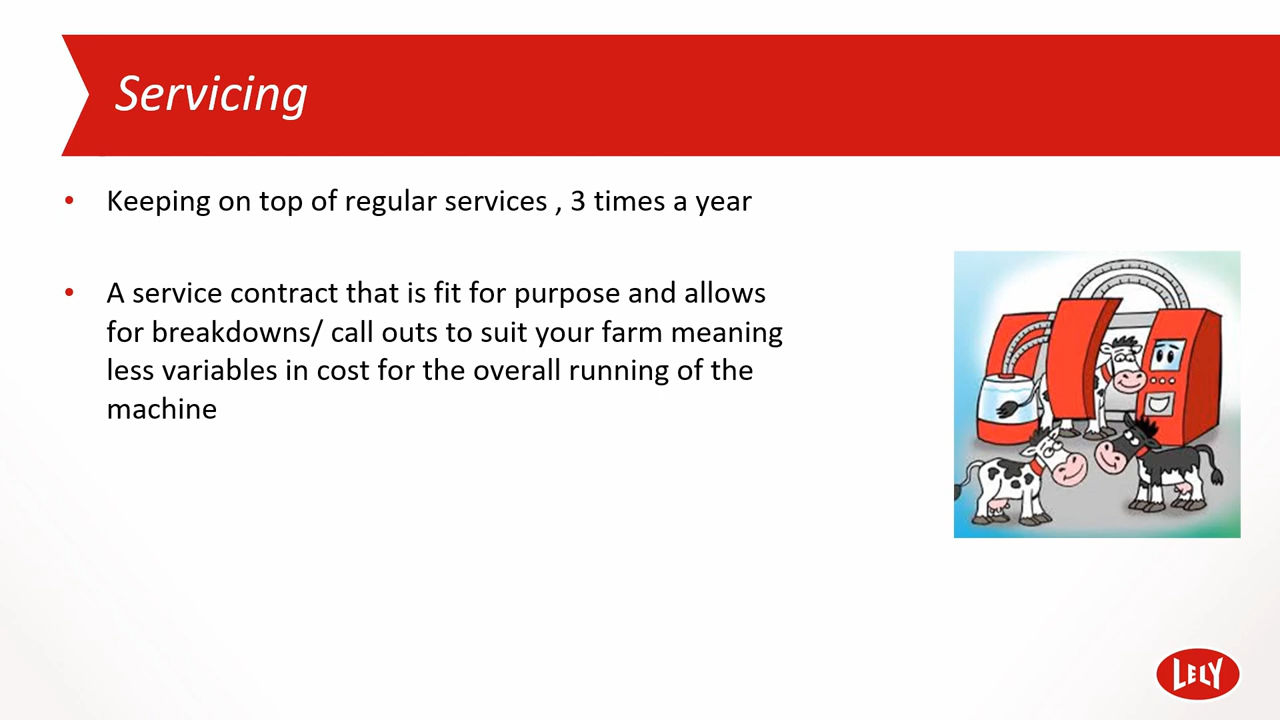 Servicing
• Keeping on top of regular services , 3 times a year
• A service contract that is fit for purpose and allows
for breakdowns/ call outs to suit your farm meaning
less variables in cost for the overall running of the
machine
LELY